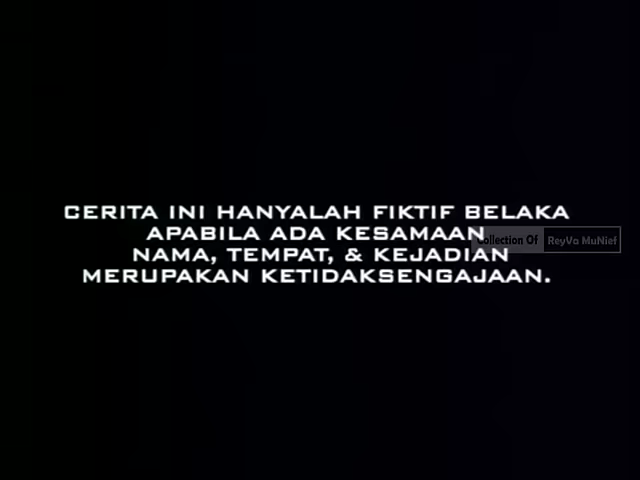 CERITA INI HANYALAH FIKTIF BELAKA
APABILA ADA KESAMAAN
Collection Of ReyVa MuNief
NAMA, TEMPAT, & KEJADIAN
MERUPAKAN KETIDAKSENGAJAAN.